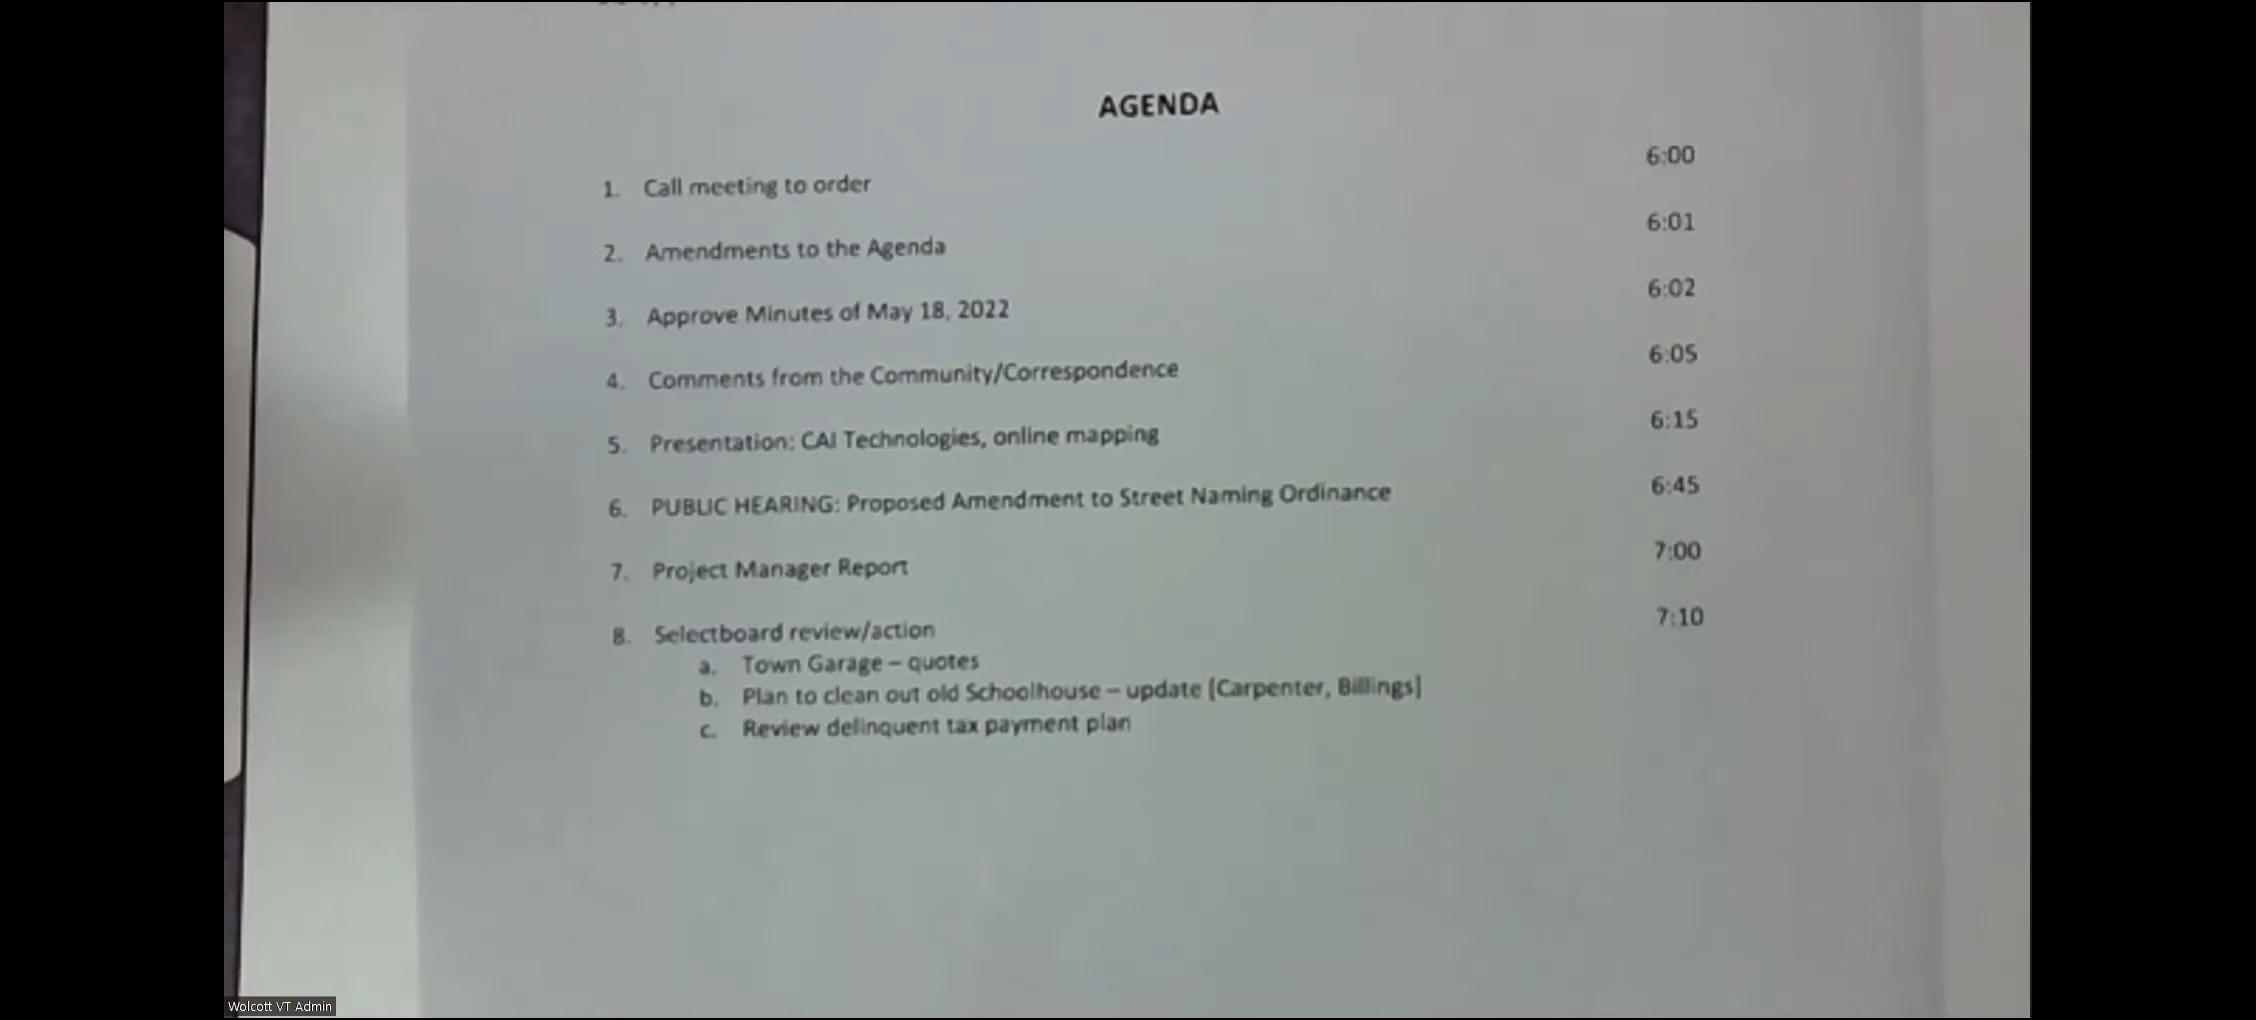 AGENDA
6:00
1. Call meeting to order
6:01
2. Amendments to the Agenda
6:02
3. Approve Minutes of May 18, 2022
6:05
4. Comments from the Community/Correspondence
6:15
5. Presentation: CAI Technologies, online mapping
6:45
6. PUBLIC HEARING: Proposed Amendment to Street Naming Ordinance
7:00
7. Project Manager Report
7:10
8. Selectboard review/action
a. Town Garage – quotes
b. Plan to clean out old Schoolhouse – update [Carpenter, Billings]
c. Review delinquent tax payment plan
Wolcott VT Admin